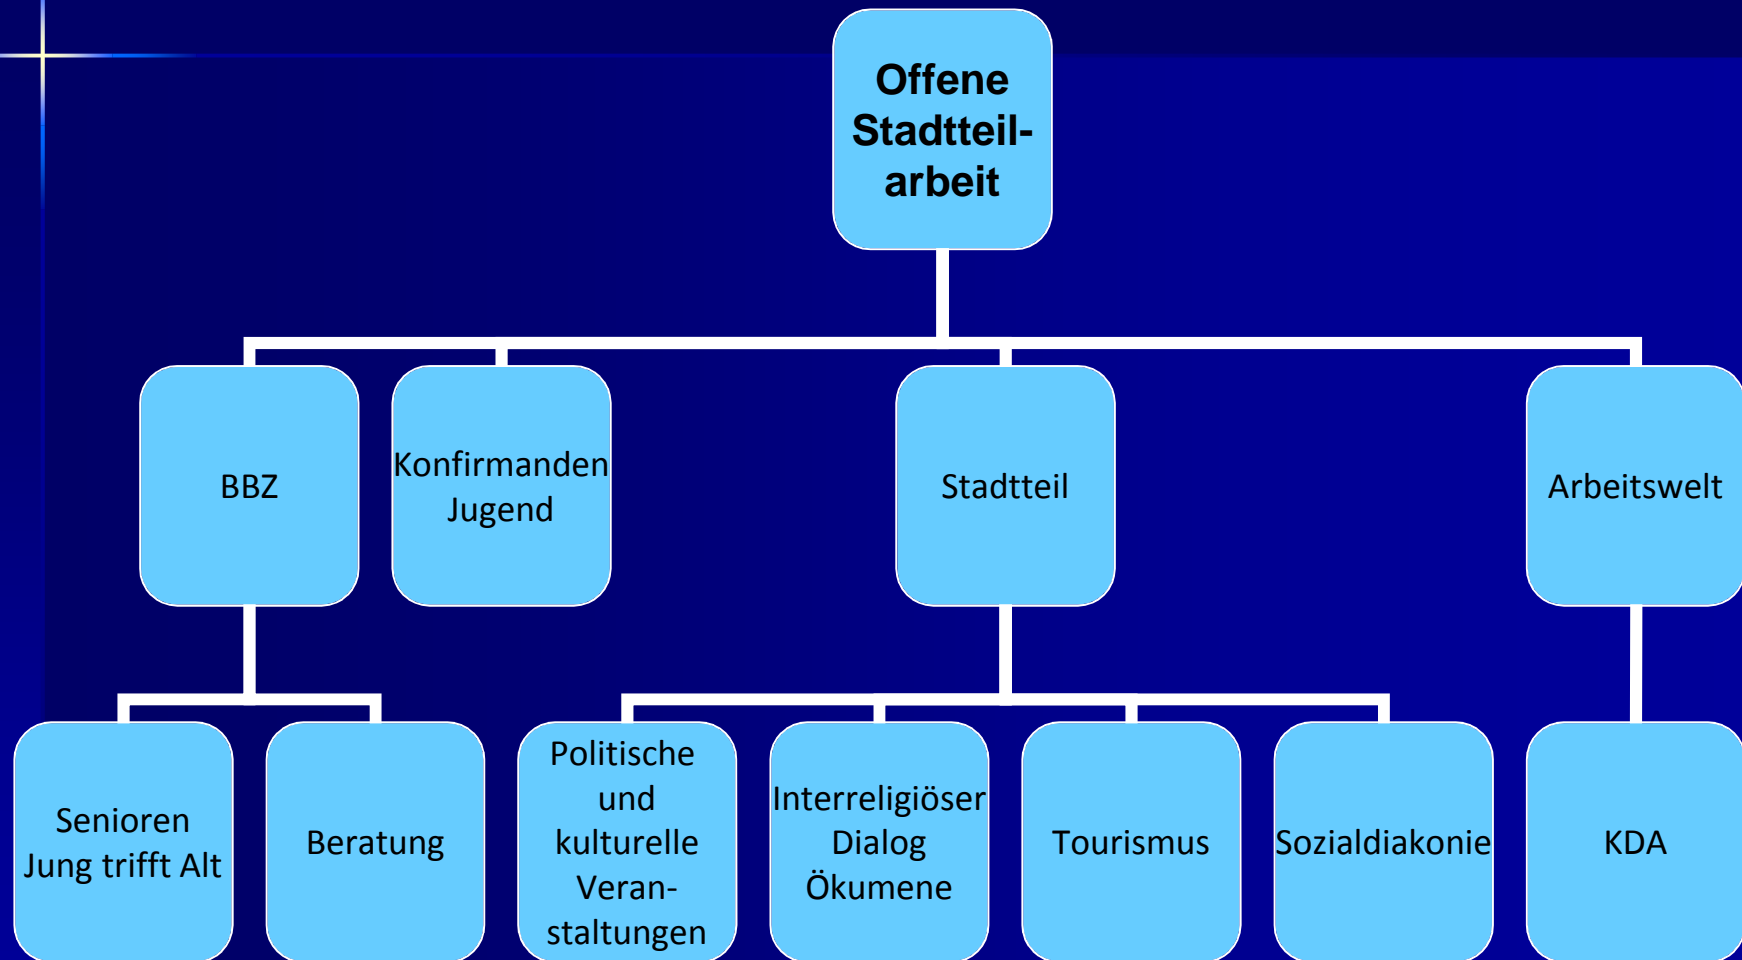 Offene
Stadtteil-
arbeit
BBZ
Konfirmanden
Jugend
Stadtteil
Arbeitswelt
Senioren
Jung trifft Alt
Beratung
Politische
und
kulturelle
Veran-
staltungen
Interreligiöser
Dialog
Ökumene
Tourismus
Sozialdiakonie
KDA